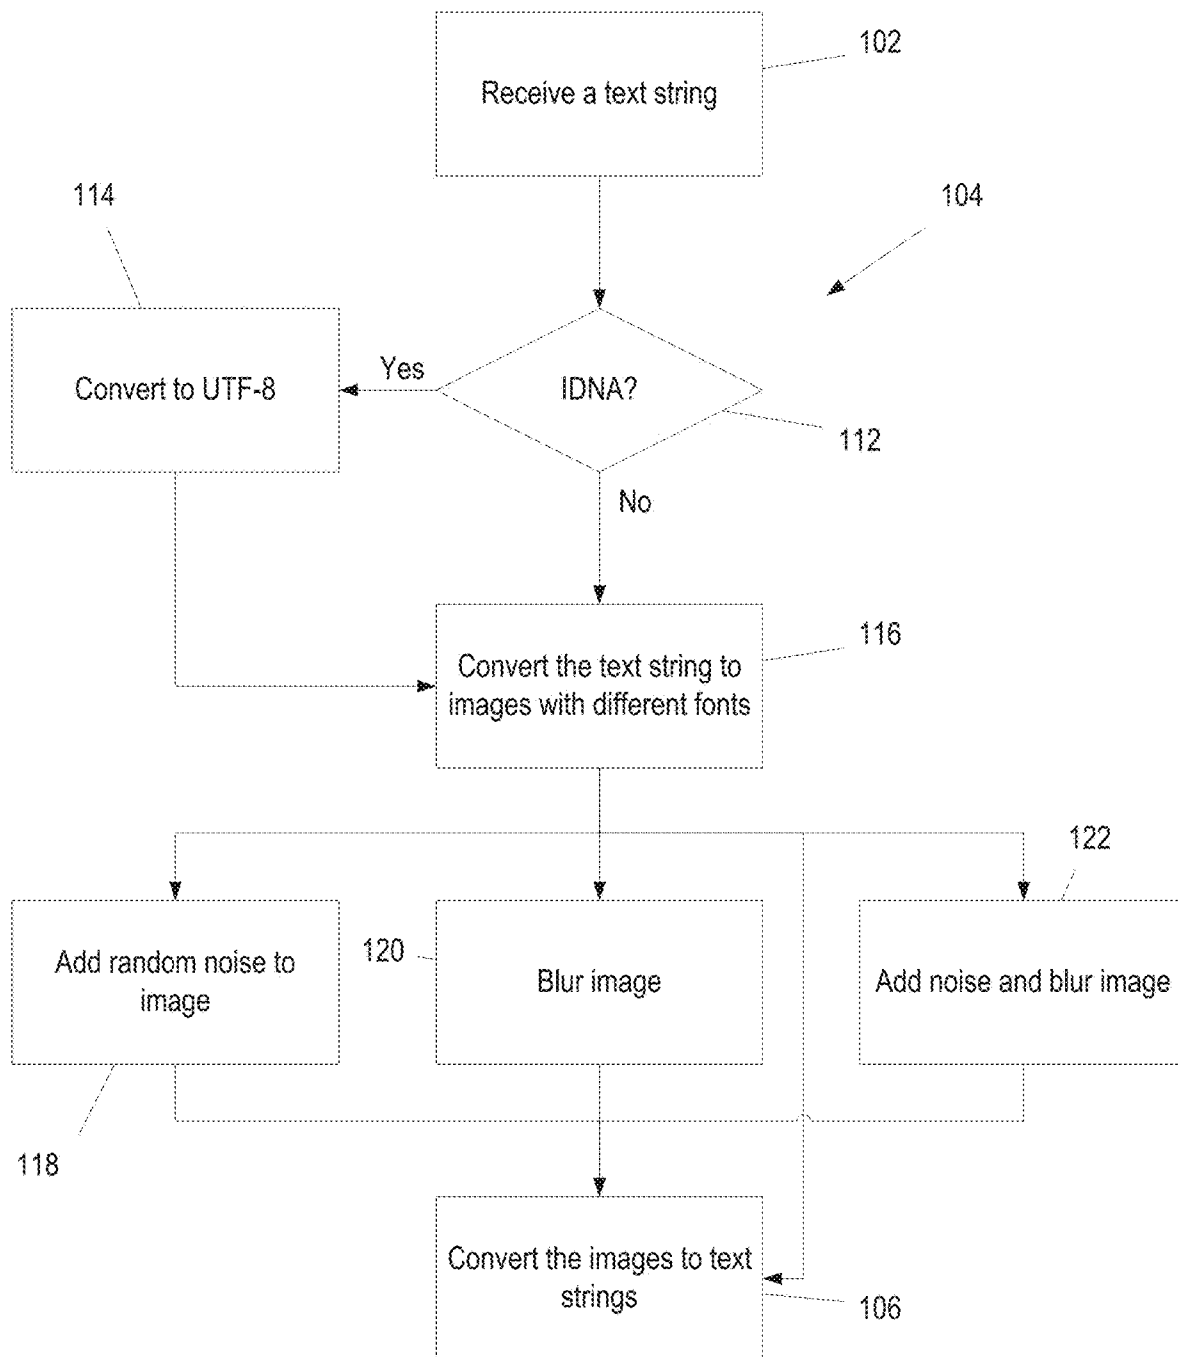 102
Receive a text string
114
104
Yes
Convert to UTF-8
IDNA?
112
No
116
Convert the text string to
images with different fonts
122
Add random noise to
image
120
Blur image
Add noise and blur image
118
Convert the images to text
strings
106